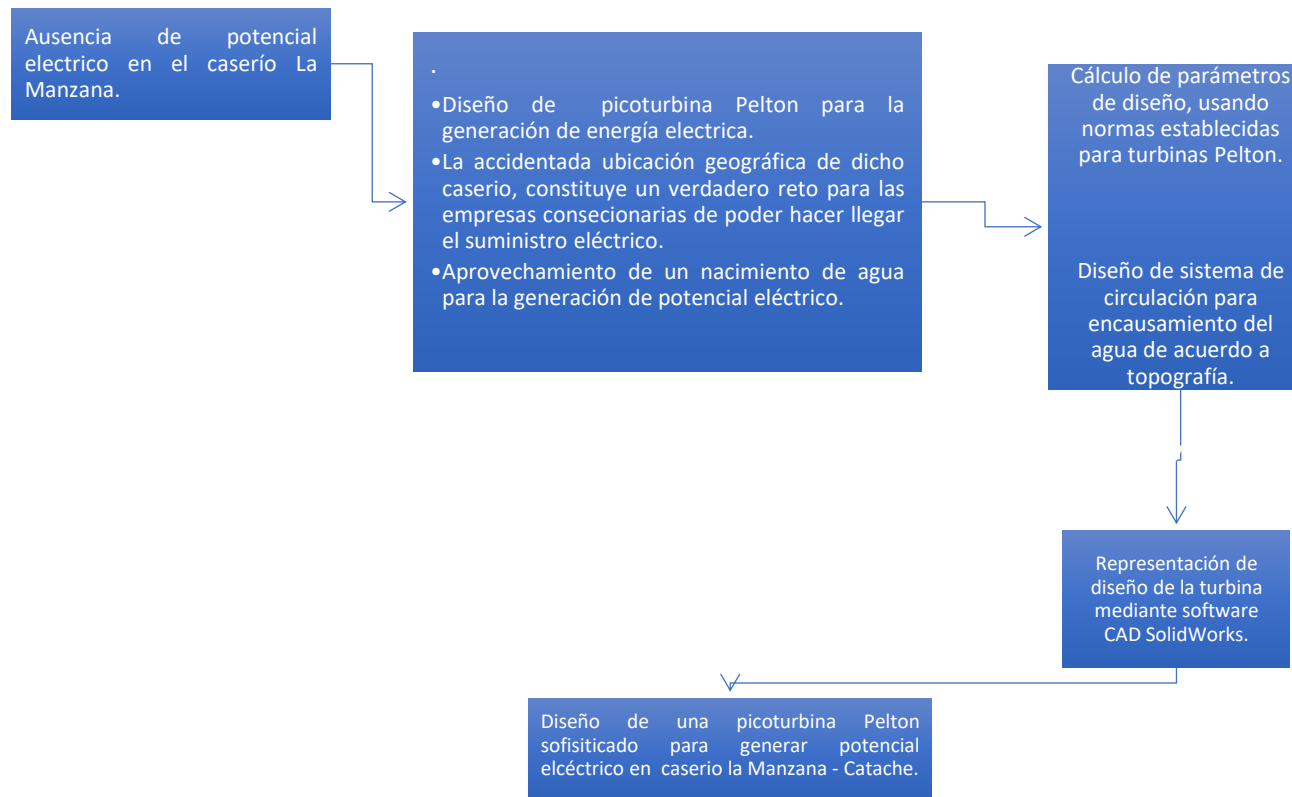 Ausencia de potencial
electrico en el caserío La
Manzana.
.
•Diseño de picoturbina Pelton para la
generación de energía electrica.
•La accidentada ubicación geográfica de dicho
caserio, constituye un verdadero reto para las
empresas consecionarias de poder hacer llegar
el suministro eléctrico.
•Aprovechamiento de un nacimiento de agua
para la generación de potencial eléctrico.
Cálculo de parámetros
de diseño, usando
normas establecidas
para turbinas Pelton.
Diseño de sistema de
circulación para
encausamiento del
agua de acuerdo a
topografía.
Representación de
diseño de la turbina
mediante software
CAD SolidWorks.
Diseño de una picoturbina Pelton
sofisiticado para generar potencial
elcéctrico en caserio la Manzana - Catache.